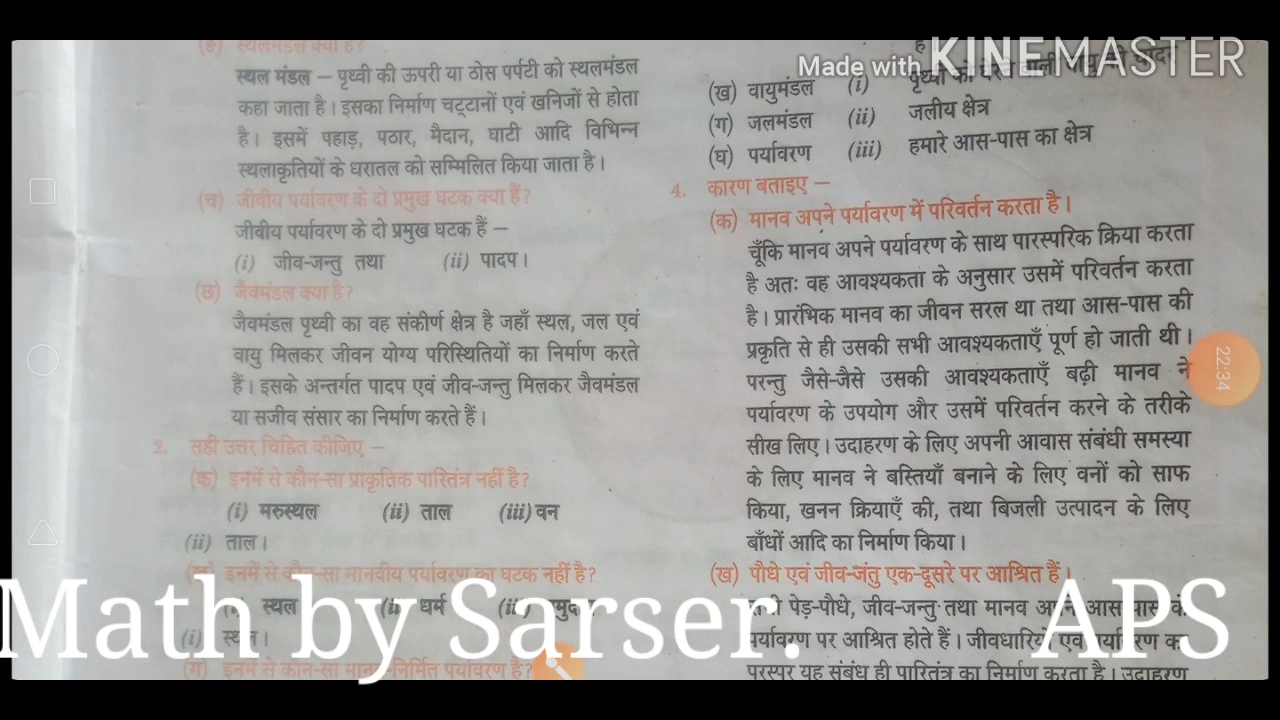 (ङ) स्थलमंडल क्या है?
स्थल मंडल – पृथ्वी की ऊपरी या ठोस पर्पटी को स्थलमंडल
कहा जाता है। इसका निर्माण चट्टानों एवं खनिजों से होता
है। इसमें पहाड़, पठार, मैदान, घाटी आदि विभिन्न
स्थलाकृतियों के धरातल को सम्मिलित किया जाता है।
(च) जीवीय पर्यावरण के दो प्रमुख घटक क्या हैं?
जीवीय पर्यावरण के दो प्रमुख घटक हैं –
(i) जीव-जन्तु तथा (ii) पादप।
(छ) जैवमंडल क्या है?
जैवमंडल पृथ्वी का वह संकीर्ण क्षेत्र है जहाँ स्थल, जल एवं
वायु मिलकर जीवन योग्य परिस्थितियों का निर्माण करते
हैं। इसके अन्तर्गत पादप एवं जीव-जन्तु मिलकर जैवमंडल
या सजीव संसार का निर्माण करते हैं।
2. सही उत्तर चिह्नित कीजिए –
(क) इनमें से कौन-सा प्राकृतिक पारितंत्र नहीं है?
(i) मरुस्थल (ii) ताल (iii) वन
(ii) ताल।
इनमें से कौन-सा मानवीय पर्यावरण का घटक नहीं है?
स्थल धर्म
(i) स्थल।
(ग) इनमें से कौन-सा मानव-निर्मित पर्यावरण है?
Made with KINEMASTER
पृथ्वी को घेरने वाली वायु की
(ख) वायुमंडल (i)
(ग) जलमंडल (ii) जलीय क्षेत्र
(घ) पर्यावरण (iii) हमारे आस-पास का क्षेत्र
4. कारण बताइए –
(क) मानव अपने पर्यावरण में परिवर्तन करता है।
चूँकि मानव अपने पर्यावरण के साथ पारस्परिक क्रिया करता
है अतः वह आवश्यकता के अनुसार उसमें परिवर्तन करता
है। प्रारंभिक मानव का जीवन सरल था तथा आस-पास की
प्रकृति से ही उसकी सभी आवश्यकताएँ पूर्ण हो जाती थी।
परन्तु जैसे-जैसे उसकी आवश्यकताएँ बढ़ी मानव ने
पर्यावरण के उपयोग और उसमें परिवर्तन करने के तरीके
सीख लिए। उदाहरण के लिए अपनी आवास संबंधी समस्या
के लिए मानव ने बस्तियाँ बनाने के लिए वनों को साफ
किया, खनन क्रियाएँ की, तथा बिजली उत्पादन के लिए
बाँधों आदि का निर्माण किया।
(ख) पौधे एवं जीव-जंतु एक-दूसरे पर आश्रित हैं।
पेड़-पौधे, जीव-जन्तु तथा मानव
पर्यावरण पर आश्रित होते हैं। जीवधारियों एवं पर्यावरण का
परस्पर यह संबंध ही पारितंत्र का निर्माण करता है। उदाहरण
22:34
Math by Sarser. APS